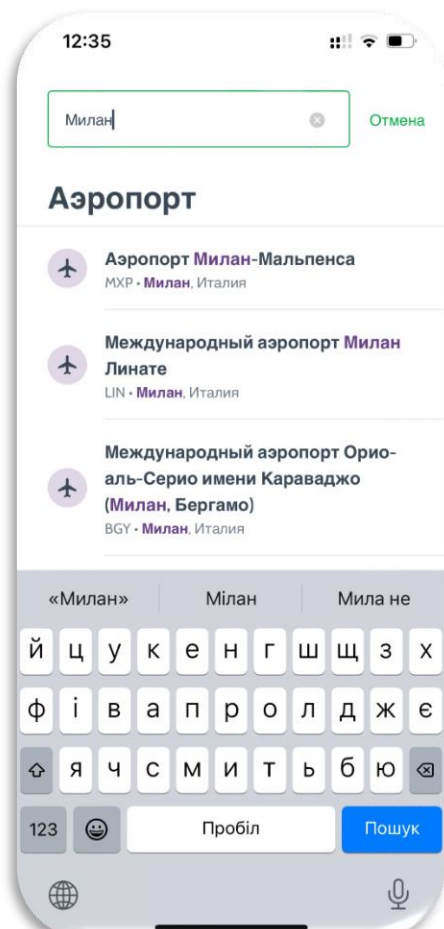 12:35
Милан
Отмена
Аэропорт
Аэропорт Милан-Мальпенса
MXP • Милан, Италия
Международный аэропорт Милан
Линате
LIN • Милан, Италия
Международный аэропорт Орио-
аль-Серио имени Караваджо
(Милан, Бергамо)
BGY • Милан, Италия
«Милан» Мілан Мила не
й ц у к е н г ш щ з х
ф і в а п р о л д ж є
я ч с м и т ь б ю
123 Пробіл Пошук